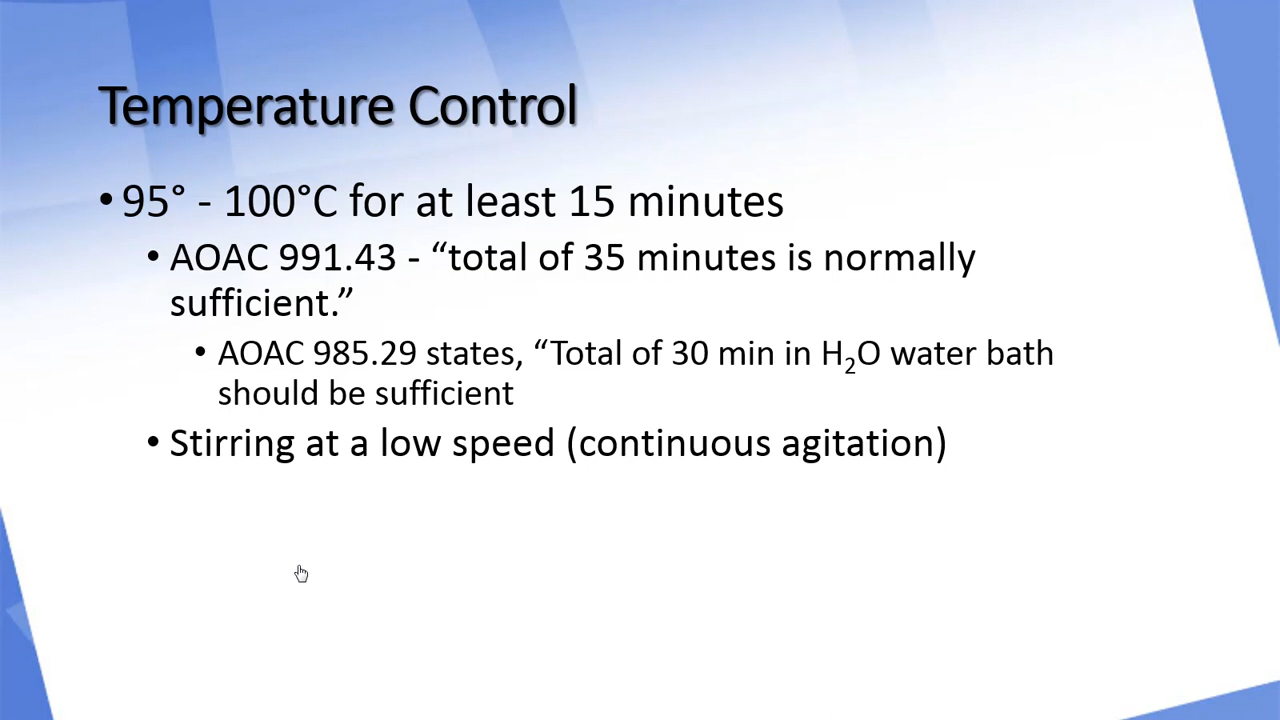 Temperature Control
• 95° - 100°C for at least 15 minutes
• AOAC 991.43 - “total of 35 minutes is normally
sufficient.”
• AOAC 985.29 states, “Total of 30 min in H₂O water bath
should be sufficient
• Stirring at a low speed (continuous agitation)